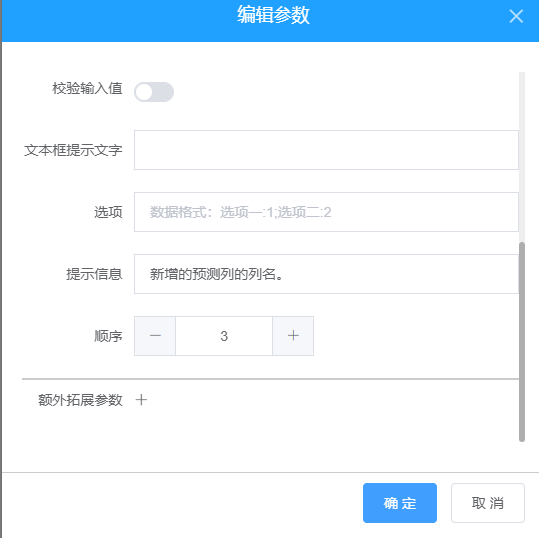 编辑参数
校验输入值
文本框提示文字
选项 数据格式：选项一:1;选项二:2
提示信息 新增的预测列的列名。
顺序 3
额外拓展参数
确定 取消